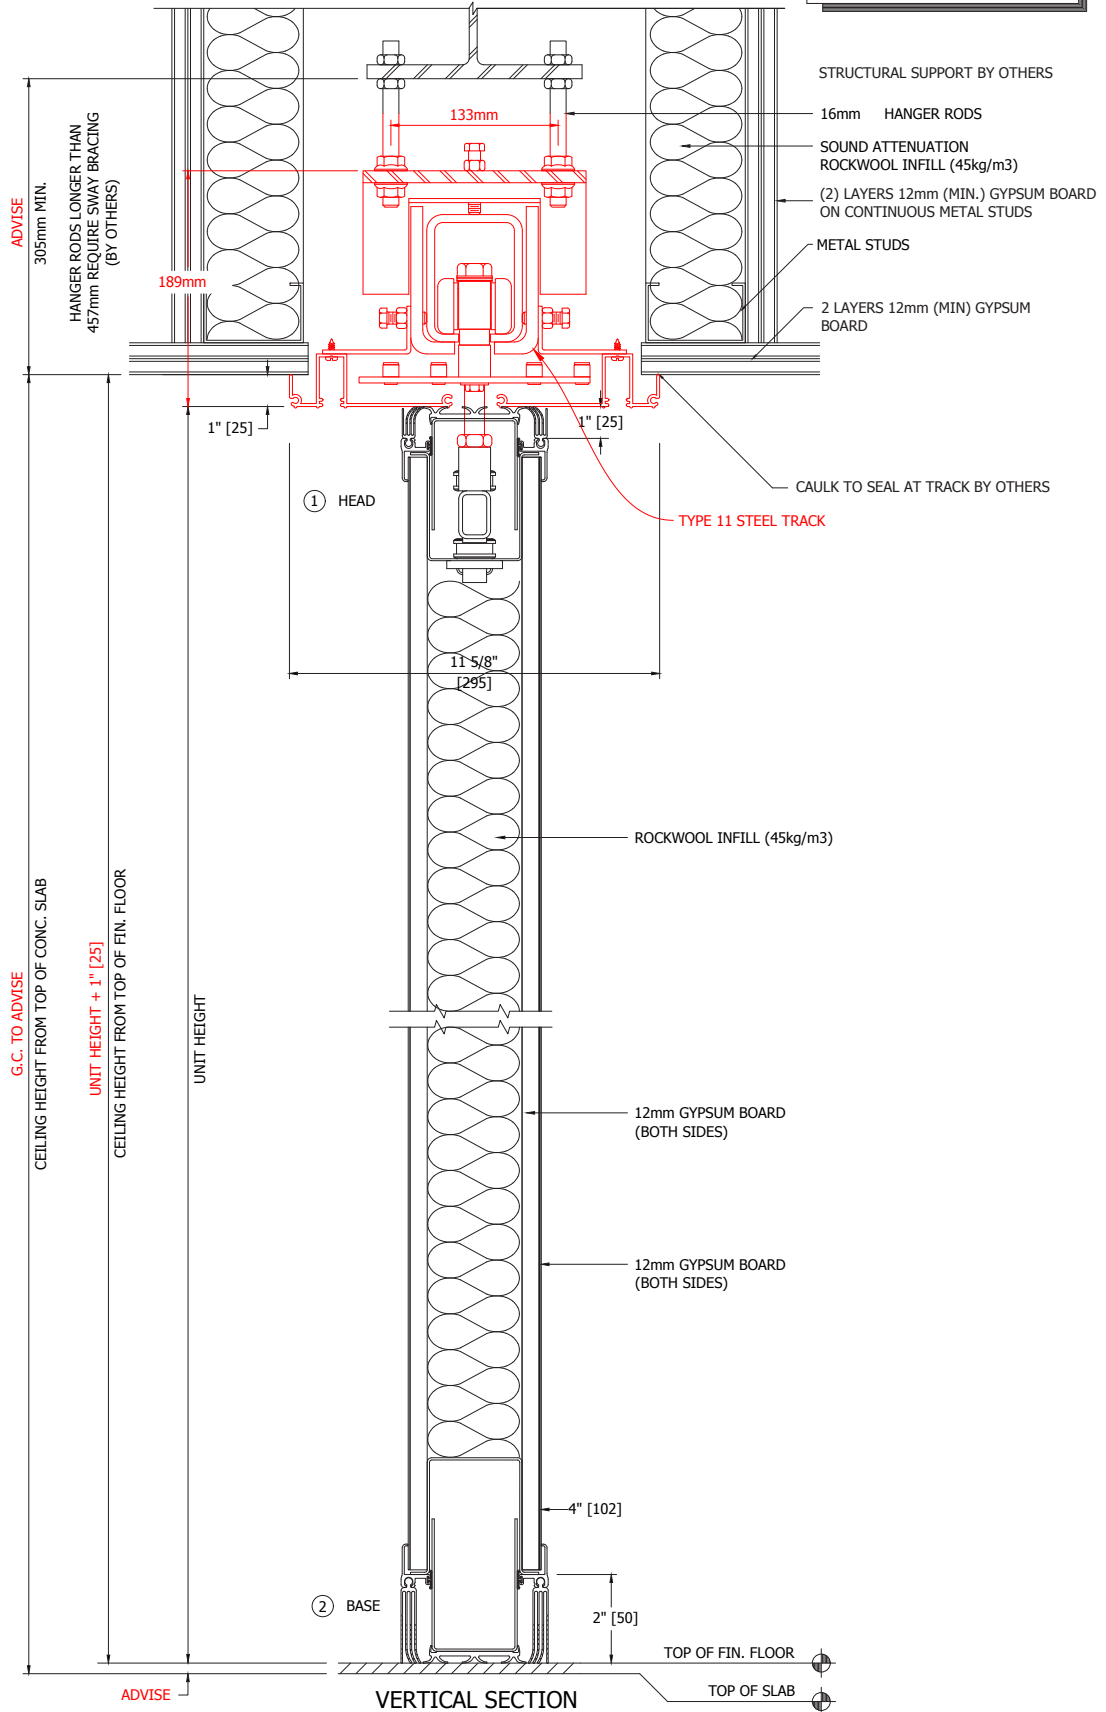 STRUCTURAL SUPPORT BY OTHERS
16mm HANGER RODS
SOUND ATTENUATION
ROCKWOOL INFILL (45kg/m3)
(2) LAYERS 12mm (MIN.) GYPSUM BOARD
ON CONTINUOUS METAL STUDS
METAL STUDS
2 LAYERS 12mm (MIN) GYPSUM
BOARD
133mm
ADVISE
305mm MIN.
HANGER RODS LONGER THAN
457mm REQUIRE SWAY BRACING
(BY OTHERS)
189mm
1" [25]
1" [25]
1 HEAD
CAULK TO SEAL AT TRACK BY OTHERS
TYPE 11 STEEL TRACK
11 5/8"
[295]
ROCKWOOL INFILL (45kg/m3)
G.C. TO ADVISE
CEILING HEIGHT FROM TOP OF CONC. SLAB
UNIT HEIGHT + 1" [25]
CEILING HEIGHT FROM TOP OF FIN. FLOOR
UNIT HEIGHT
12mm GYPSUM BOARD
(BOTH SIDES)
12mm GYPSUM BOARD
(BOTH SIDES)
4" [102]
2 BASE
2" [50]
TOP OF FIN. FLOOR
TOP OF SLAB
ADVISE
VERTICAL SECTION